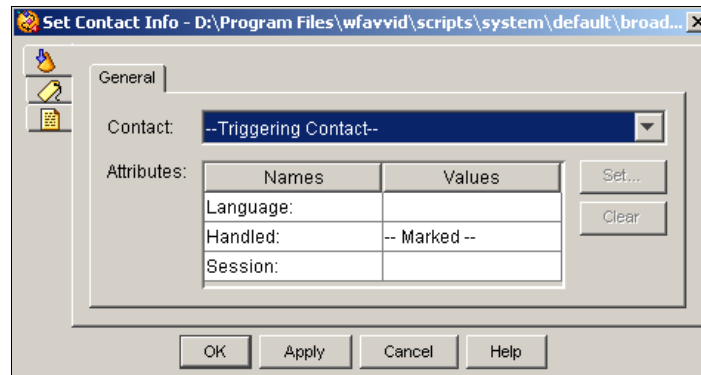 Set Contact Info - D:\Program Files\wfavvid\scripts\system\default\broad...
General
Contact: --Triggering Contact--
Attributes: Names Values Set...
Language:
Handled: -- Marked -- Clear
Session:
OK Apply Cancel Help